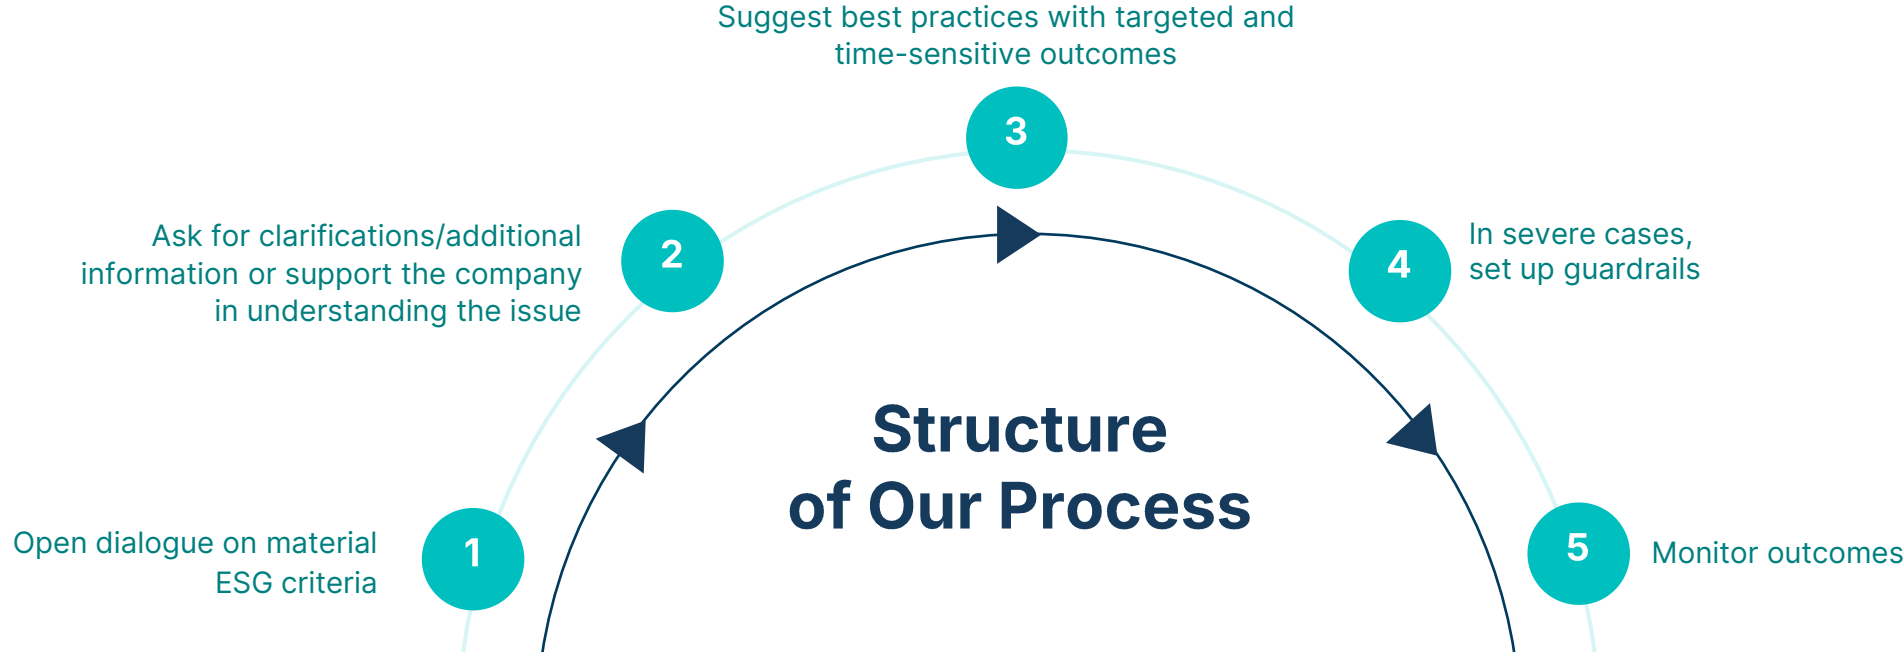 Suggest best practices with targeted and
time-sensitive outcomes
3
Ask for clarifications/additional
information or support the company
in understanding the issue
2
In severe cases,
set up guardrails
4
Structure
of Our Process
Open dialogue on material
ESG criteria
1
5
Monitor outcomes